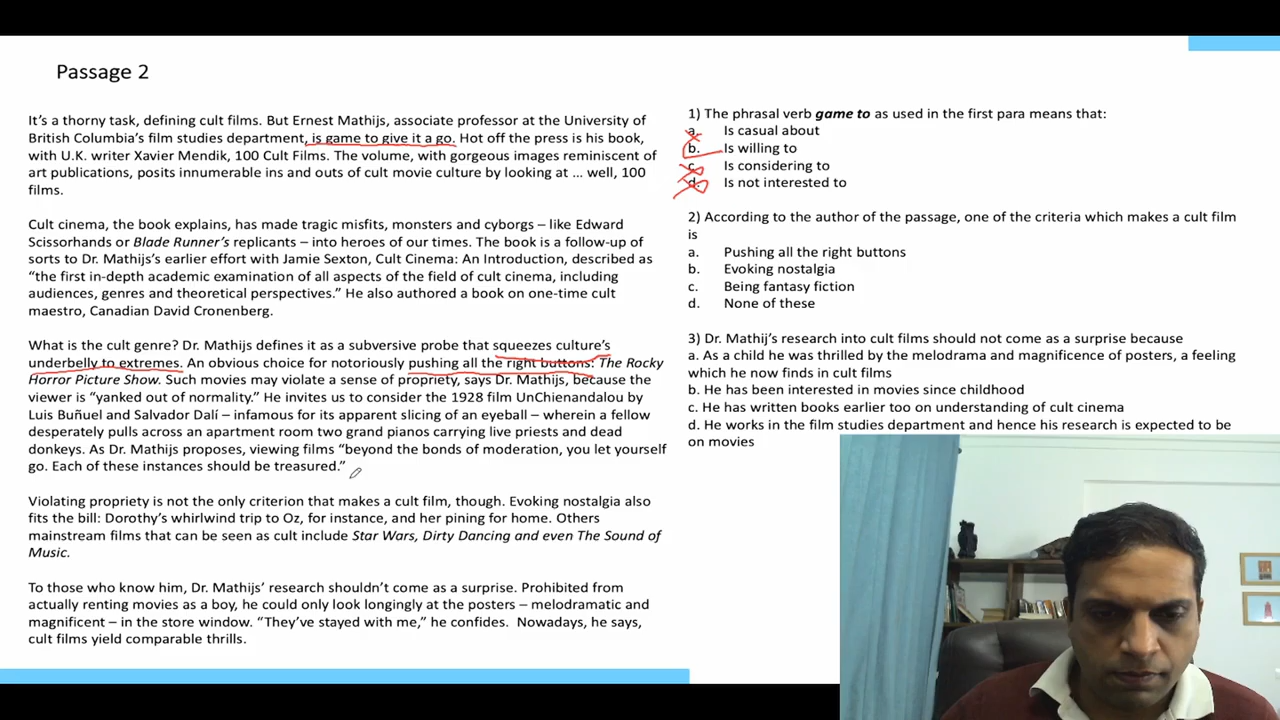 Passage 2
It's a thorny task, defining cult films. But Ernest Mathijs, associate professor at the University of
British Columbia's film studies department, is game to give it a go. Hot off the press is his book,
with U.K. writer Xavier Mendik, 100 Cult Films. The volume, with gorgeous images reminiscent of
art publications, posits innumerable ins and outs of cult movie culture by looking at … well, 100
films.
Cult cinema, the book explains, has made tragic misfits, monsters and cyborgs – like Edward
Scissorhands or Blade Runner's replicants – into heroes of our times. The book is a follow-up of
sorts to Dr. Mathijs's earlier effort with Jamie Sexton, Cult Cinema: An Introduction, described as
“the first in-depth academic examination of all aspects of the field of cult cinema, including
audiences, genres and theoretical perspectives.” He also authored a book on one-time cult
maestro, Canadian David Cronenberg.
What is the cult genre? Dr. Mathijs defines it as a subversive probe that squeezes culture's
underbelly to extremes. An obvious choice for notoriously pushing all the right buttons: The Rocky
Horror Picture Show. Such movies may violate a sense of propriety, says Dr. Mathijs, because the
viewer is “yanked out of normality.” He invites us to consider the 1928 film UnChienandalou by
Luis Buñuel and Salvador Dalí – infamous for its apparent slicing of an eyeball – wherein a fellow
desperately pulls across an apartment room two grand pianos carrying live priests and dead
donkeys. As Dr. Mathijs proposes, viewing films “beyond the bonds of moderation, you let yourself
go. Each of these instances should be treasured.”
Violating propriety is not the only criterion that makes a cult film, though. Evoking nostalgia also
fits the bill: Dorothy's whirlwind trip to Oz, for instance, and her pining for home. Others
mainstream films that can be seen as cult include Star Wars, Dirty Dancing and even The Sound of
Music.
To those who know him, Dr. Mathijs' research shouldn't come as a surprise. Prohibited from
actually renting movies as a boy, he could only look longingly at the posters – melodramatic and
magnificent – in the store window. “They've stayed with me,” he confides.  Nowadays, he says,
cult films yield comparable thrills.
1) The phrasal verb game to as used in the first para means that:
a. Is casual about
b. Is willing to
c. Is considering to
d. Is not interested to
2) According to the author of the passage, one of the criteria which makes a cult film
is
a. Pushing all the right buttons
b. Evoking nostalgia
c. Being fantasy fiction
d. None of these
3) Dr. Mathij's research into cult films should not come as a surprise because
a. As a child he was thrilled by the melodrama and magnificence of posters, a feeling
which he now finds in cult films
b. He has been interested in movies since childhood
c. He has written books earlier too on understanding of cult cinema
d. He works in the film studies department and hence his research is expected to be
on movies